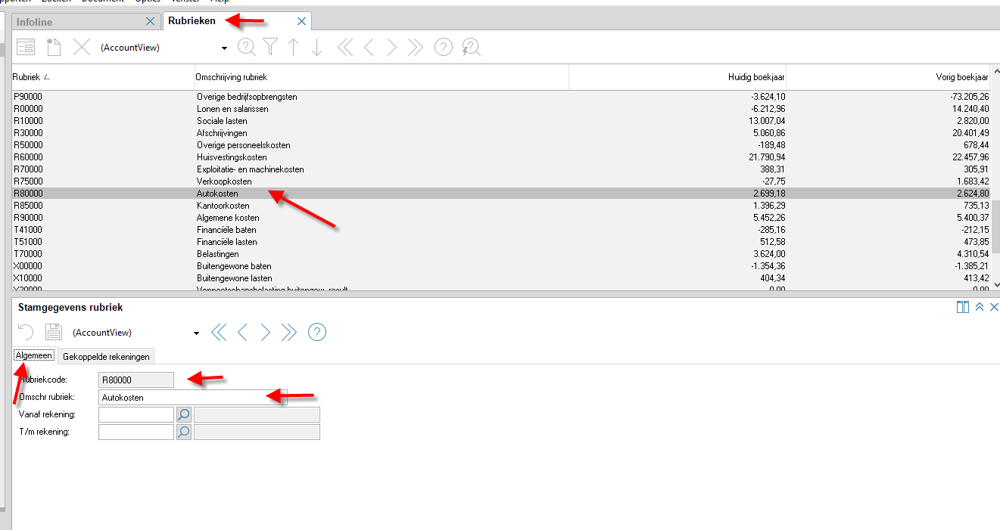 Zoeken Document Opties Venster Help
Infoline Rubrieken
(AccountView)
Rubriek Omschrijving rubriek Huidig boekjaar Vorig boekjaar
P90000 Overige bedrijfsopbrengsten -3.624,10 -73.205,26
R00000 Lonen en salarissen -6.212,96 14.240,40
R10000 Sociale lasten 13.007,04 2.820,00
R30000 Afschrijvingen 5.060,86 20.401,49
R50000 Overige personeelskosten -189,48 678,44
R60000 Huisvestingskosten 21.790,94 22.457,96
R70000 Exploitatie- en machinekosten 388,31 305,91
R75000 Verkoopkosten -27,75 1.683,42
R80000 Autokosten 2.699,18 2.624,80
R85000 Kantoorkosten 1.396,29 735,13
R90000 Algemene kosten 5.452,26 5.400,37
T41000 Financiële baten -285,16 -212,15
T51000 Financiële lasten 512,58 473,85
T70000 Belastingen 3.624,00 4.310,54
X00000 Buitengewone baten -1.354,36 -1.385,21
X10000 Buitengewone lasten 404,34 413,42
Vennootschapsbelasting buitengew. result. 0,00 0,00
Stamgegevens rubriek
(AccountView)
Algemeen Gekoppelde rekeningen
Rubriekcode: R80000
Omschr rubriek: Autokosten
Vanaf rekening:
T/m rekening: